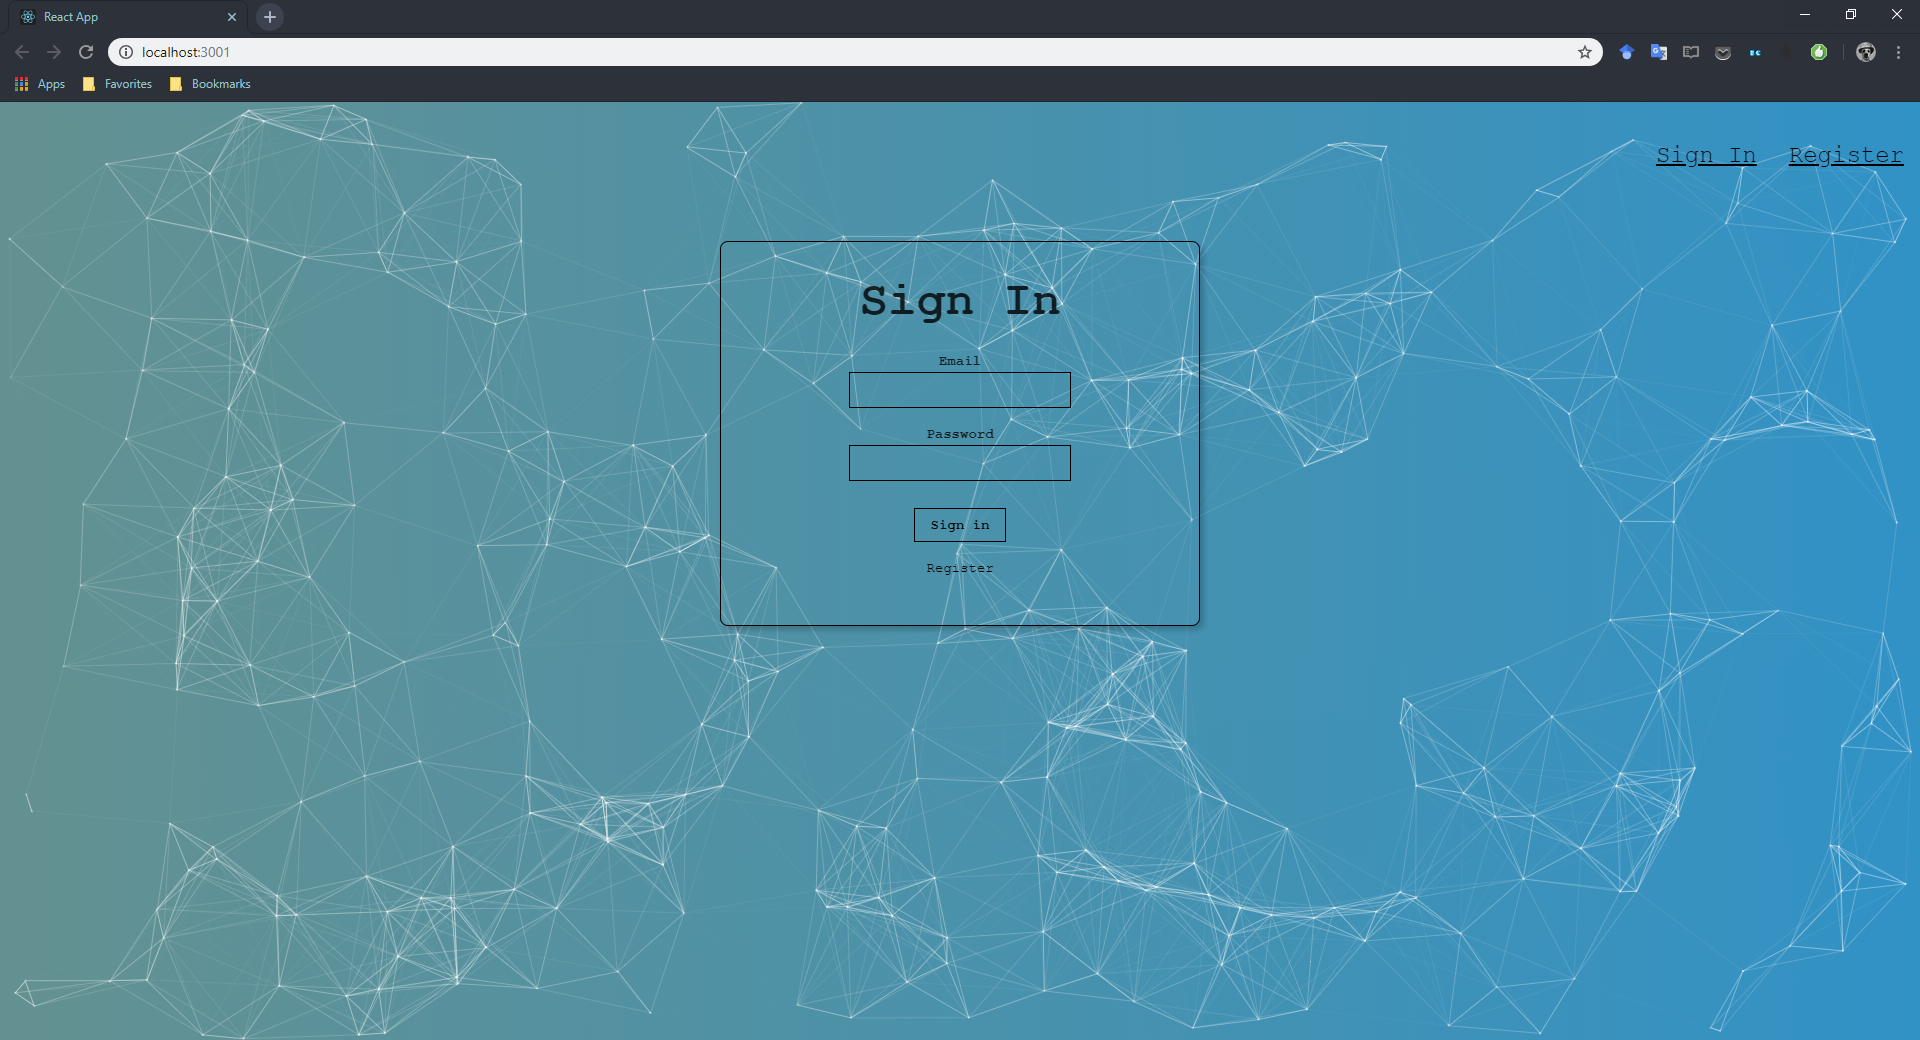 React App
localhost:3001
Apps Favorites Bookmarks
Sign In Register
Sign In
Email
Password
Sign in
Register